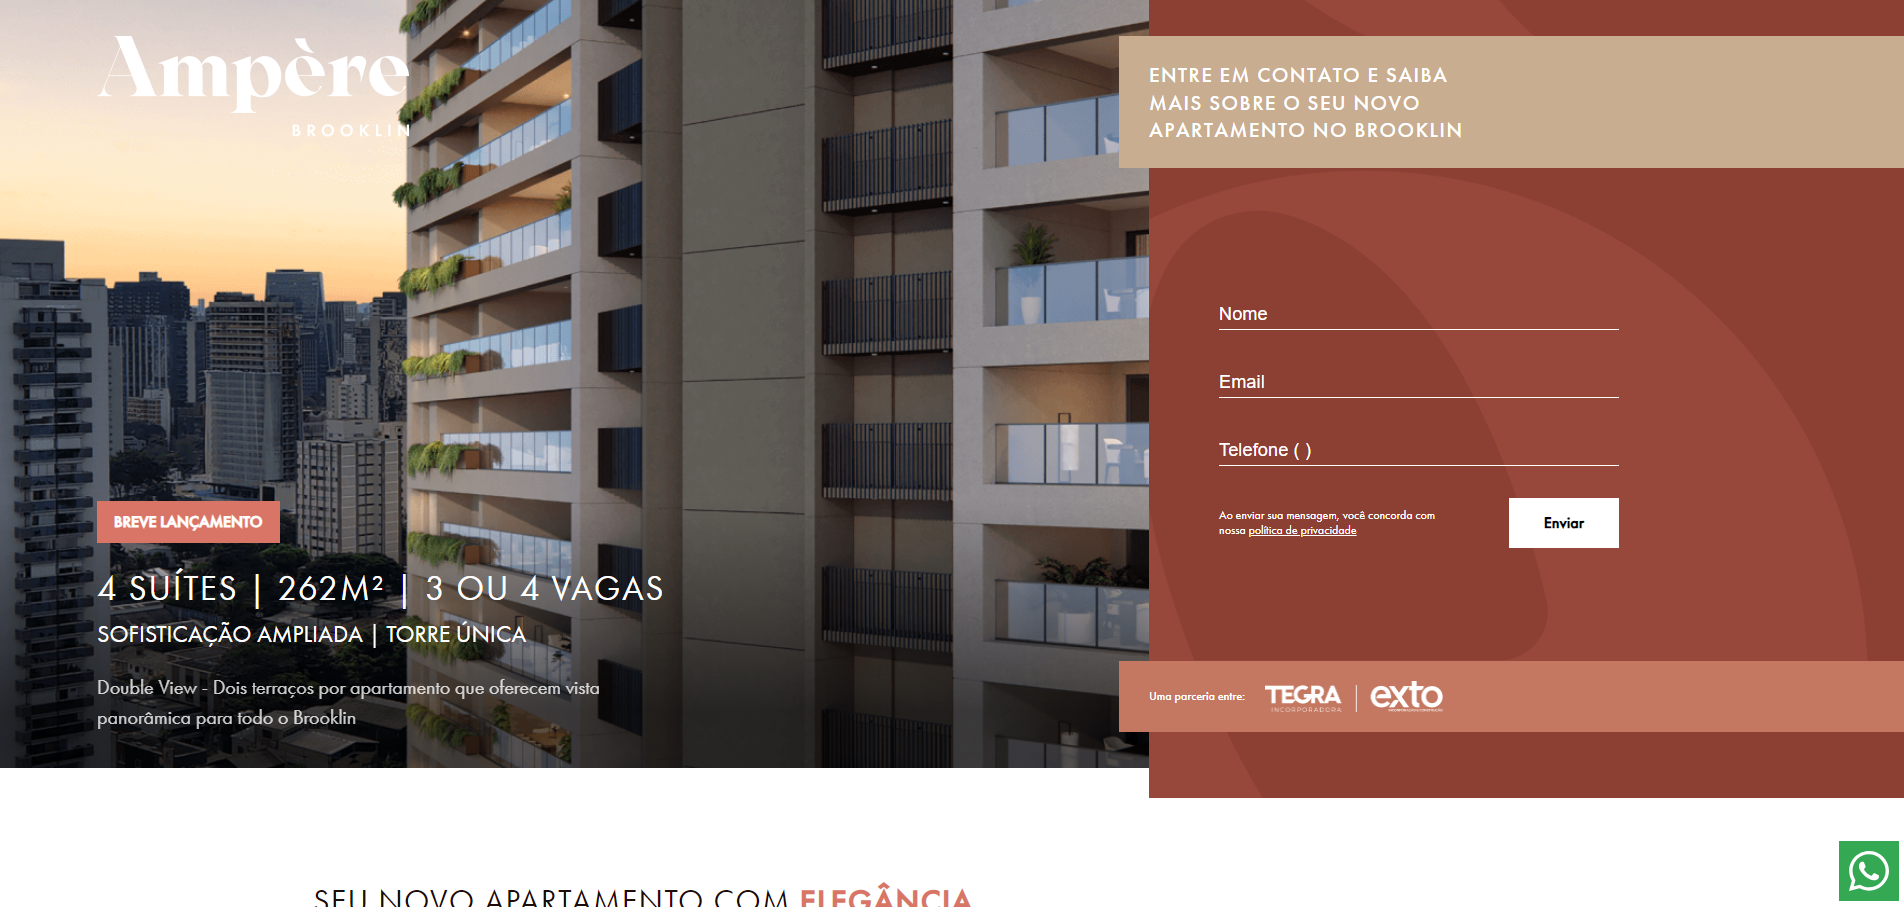 Ampère
BROOKLIN
BREVE LANÇAMENTO
4 SUÍTES | 262M² | 3 OU 4 VAGAS
SOFISTICAÇÃO AMPLIADA | TORRE ÚNICA
Double View - Dois terraços por apartamento que oferecem vista
panorâmica para todo o Brooklin
ENTRE EM CONTATO E SAIBA
MAIS SOBRE O SEU NOVO
APARTAMENTO NO BROOKLIN
Nome
Email
Telefone ( )
Ao enviar sua mensagem, você concorda com
nossa política de privacidade
Enviar
Uma parceria entre:
TEGRA
INCORPORADORA
exto
SEU NOVO APARTAMENTO COM ELEGÂNCIA